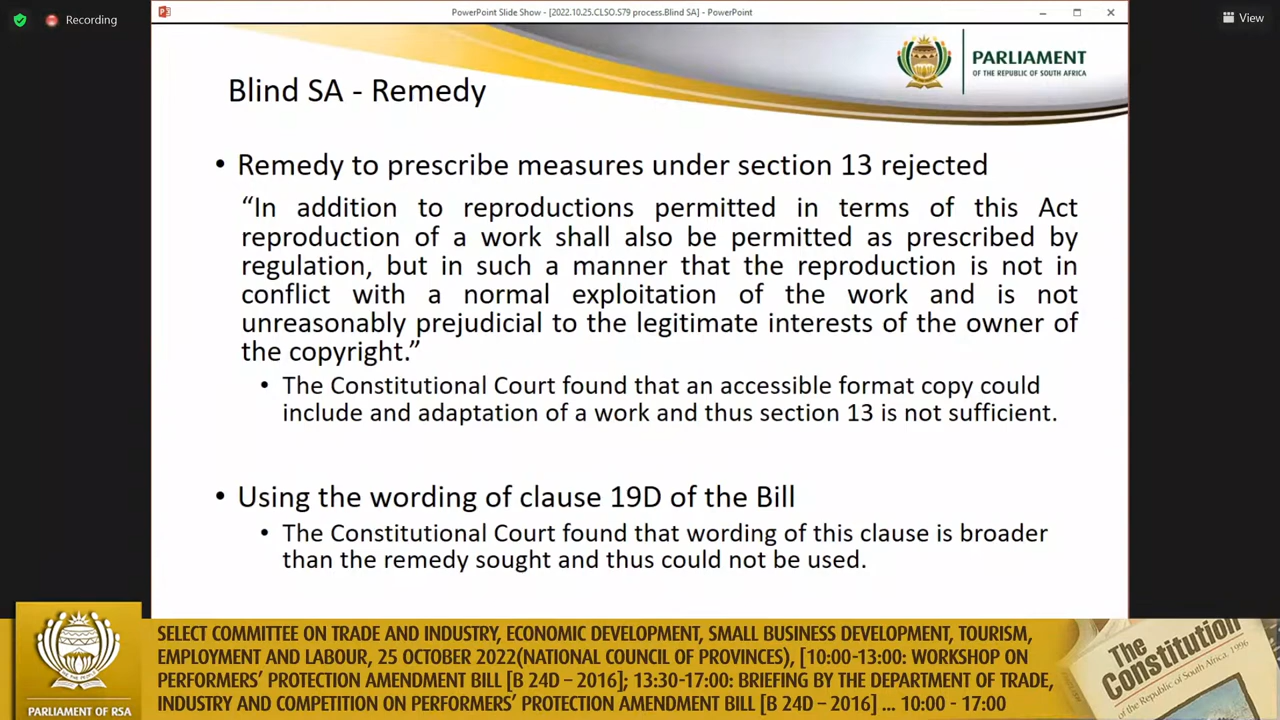 Recording
PowerPoint Slide Show - [2022.10.25.CLSO.S79 process.Blind SA] - PowerPoint
View
PARLIAMENT
OF THE REPUBLIC OF SOUTH AFRICA
Blind SA - Remedy
• Remedy to prescribe measures under section 13 rejected
“In addition to reproductions permitted in terms of this Act
reproduction of a work shall also be permitted as prescribed by
regulation, but in such a manner that the reproduction is not in
conflict with a normal exploitation of the work and is not
unreasonably prejudicial to the legitimate interests of the owner of
the copyright.”
• The Constitutional Court found that an accessible format copy could
include and adaptation of a work and thus section 13 is not sufficient.
• Using the wording of clause 19D of the Bill
• The Constitutional Court found that wording of this clause is broader
than the remedy sought and thus could not be used.
SELECT COMMITTEE ON TRADE AND INDUSTRY, ECONOMIC DEVELOPMENT, SMALL BUSINESS DEVELOPMENT, TOURISM,
EMPLOYMENT AND LABOUR, 25 OCTOBER 2022(NATIONAL COUNCIL OF PROVINCES), [10:00-13:00: WORKSHOP ON
PERFORMERS’ PROTECTION AMENDMENT BILL [B 24D – 2016]; 13:30-17:00: BRIEFING BY THE DEPARTMENT OF TRADE,
INDUSTRY AND COMPETITION ON PERFORMERS’ PROTECTION AMENDMENT BILL [B 24D – 2016] ... 10:00 - 17:00
PARLIAMENT OF RSA
The
Constitution
of the Republic of South Africa, 1996